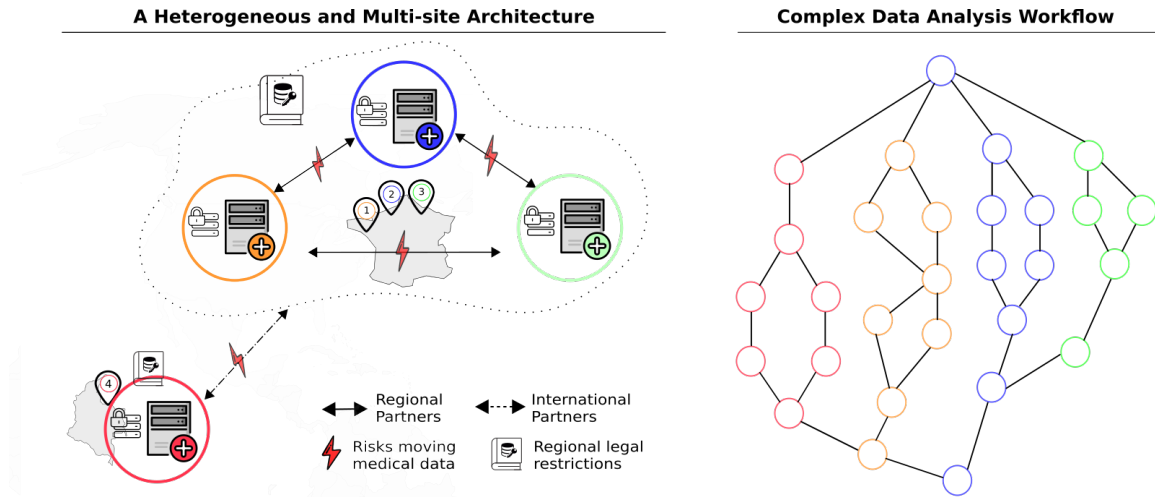 A Heterogeneous and Multi-site Architecture
Complex Data Analysis Workflow
1
2
3
4
Regional
Partners
International
Partners
Risks moving
medical data
Regional legal
restrictions